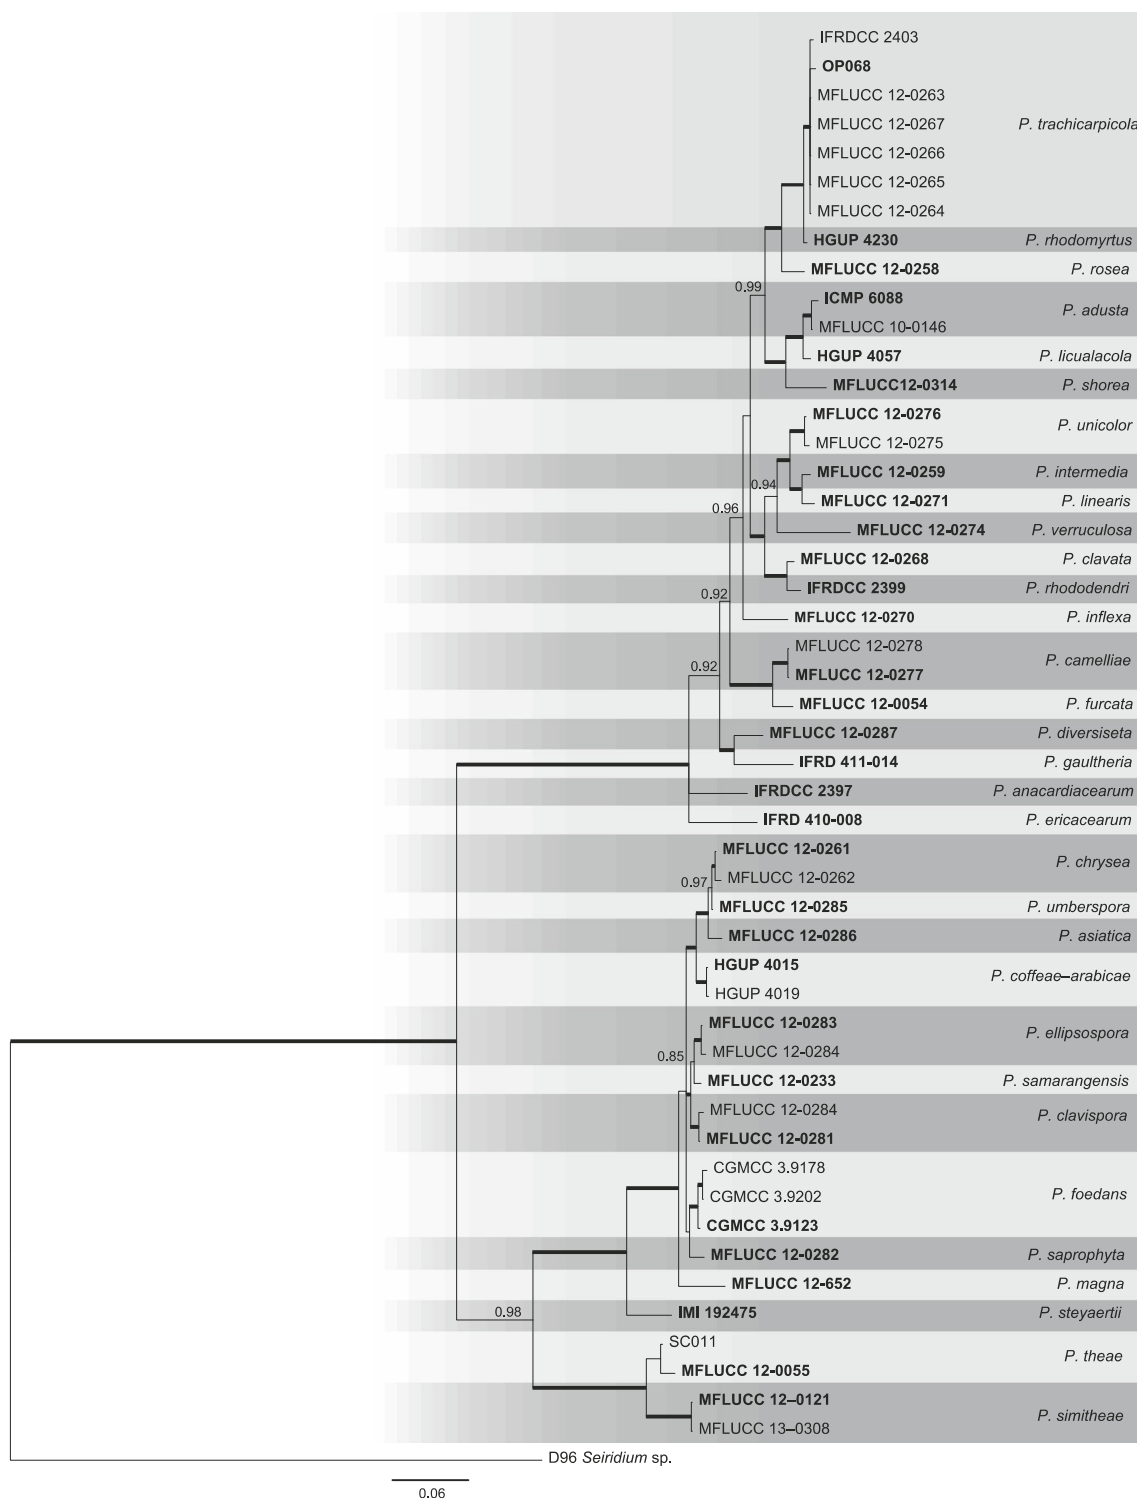 IFRDCC 2403
OP068
MFLUCC 12-0263
MFLUCC 12-0267 P. trachicarpicola
MFLUCC 12-0266
MFLUCC 12-0265
MFLUCC 12-0264
HGUP 4230 P. rhodomyrtus
MFLUCC 12-0258 P. rosea
0.99
ICMP 6088
P. adusta
MFLUCC 10-0146
HGUP 4057 P. licualacola
MFLUCC12-0314 P. shorea
MFLUCC 12-0276
P. unicolor
MFLUCC 12-0275
MFLUCC 12-0259 P. intermedia
0.94
MFLUCC 12-0271 P. linearis
0.96
MFLUCC 12-0274 P. verruculosa
MFLUCC 12-0268 P. clavata
IFRDCC 2399 P. rhododendri
0.92
MFLUCC 12-0270 P. inflexa
MFLUCC 12-0278
P. camelliae
0.92
MFLUCC 12-0277
MFLUCC 12-0054 P. furcata
MFLUCC 12-0287 P. diversiseta
IFRD 411-014 P. gaultheria
IFRDCC 2397 P. anacardiacearum
IFRD 410-008 P. ericacearum
MFLUCC 12-0261
P. chrysea
MFLUCC 12-0262
0.97
MFLUCC 12-0285 P. umberspora
MFLUCC 12-0286 P. asiatica
HGUP 4015
P. coffeae–arabicae
HGUP 4019
MFLUCC 12-0283
P. ellipsospora
MFLUCC 12-0284
0.85
MFLUCC 12-0233 P. samarangensis
MFLUCC 12-0284
P. clavispora
MFLUCC 12-0281
CGMCC 3.9178
P. foedans
CGMCC 3.9202
CGMCC 3.9123
MFLUCC 12-0282 P. saprophyta
MFLUCC 12-652 P. magna
0.98
IMI 192475 P. steyaertii
SC011
P. theae
MFLUCC 12-0055
MFLUCC 12–0121
P. simitheae
MFLUCC 13–0308
D96 Seiridium sp.
0.06